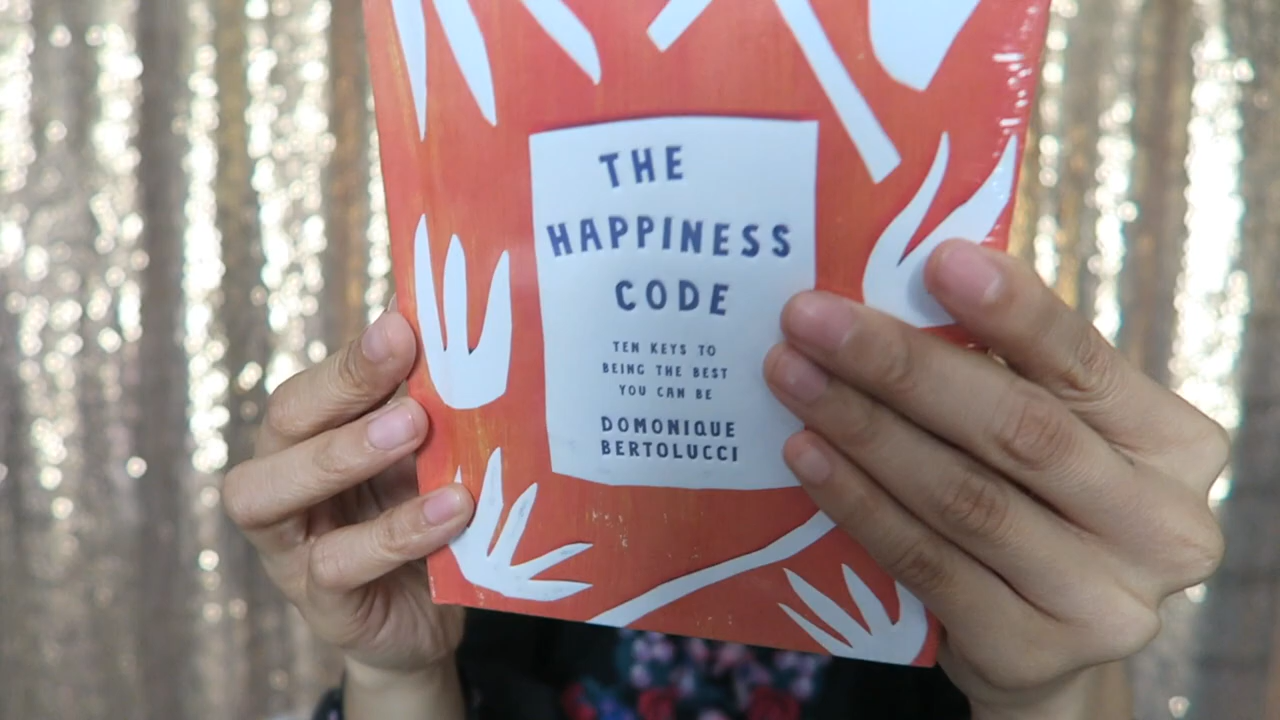 THE
HAPPINESS
CODE
TEN KEYS TO
BEING THE BEST
YOU CAN BE
DOMONIQUE
BERTOLUCCI